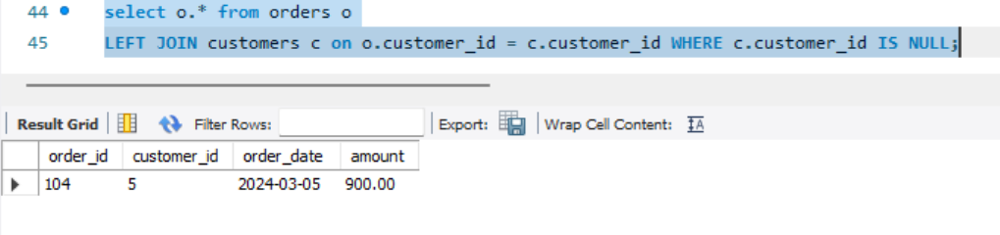 44 select o.* from orders o
45 LEFT JOIN customers c on o.customer_id = c.customer_id WHERE c.customer_id IS NULL;
Result Grid Filter Rows: Export: Wrap Cell Content: IA
order_id customer_id order_date amount
104 5 2024-03-05 900.00